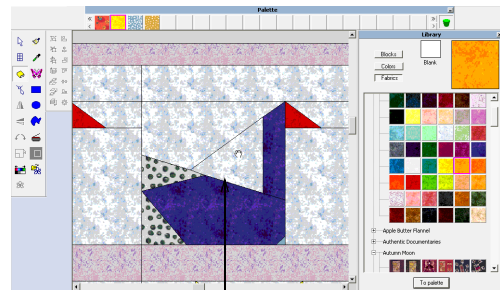 Palette
Library
Blocks
Colors
Fabrics
Blank
Apple Butter Flannel
Authentic Documentaries
Autumn Moon
To palette